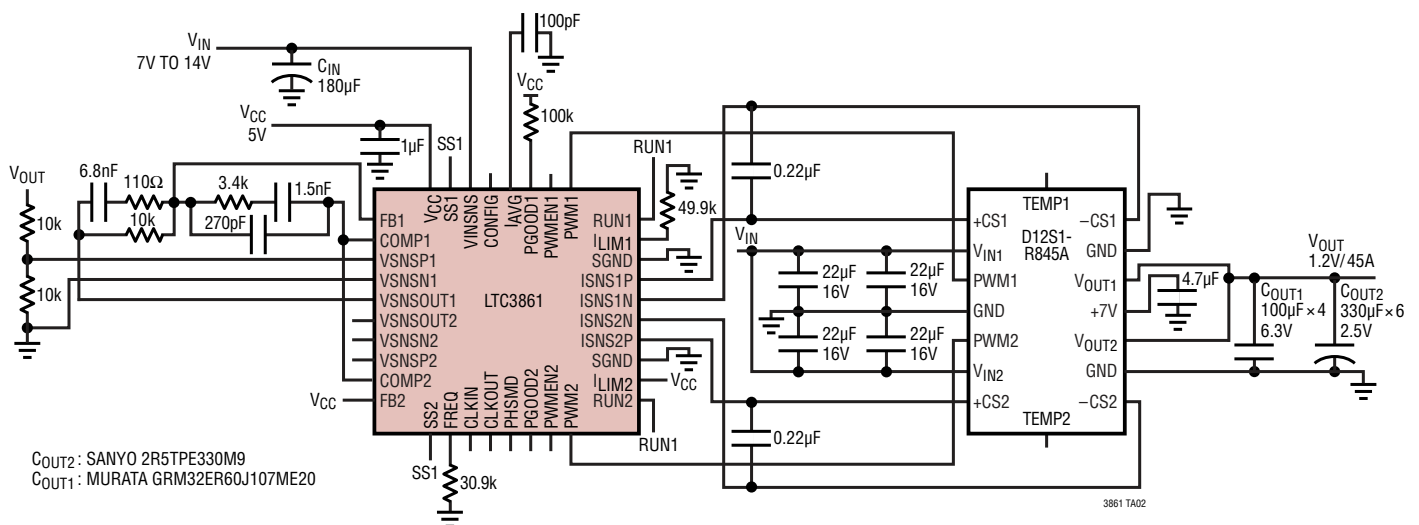 VIN
7V TO 14V
CIN
180µF
100pF
VCC
100k
VCC
5V
1µF
SS1
RUN1
49.9k
0.22µF
VOUT
6.8nF
110Ω
10k
3.4k
1.5nF
270pF
10k
10k
FB1
COMP1
VSNSP1
VSNSN1
VSNSOUT1
VSNSOUT2
VSNSN2
VSNSP2
COMP2
FB2
VCC
VCC
SS1
VINSNS
CONFIG
IAVG
PGOOD1
PWMEN1
PWM1
LTC3861
RUN1
ILIM1
SGND
ISNS1P
ISNS1N
ISNS2N
ISNS2P
SGND
ILIM2
RUN2
VCC
RUN1
SS2
FREQ
CLKIN
CLKOUT
PHSMD
PGOOD2
PWMEN2
PWM2
SS1
30.9k
VIN
22µF
16V
22µF
16V
22µF
16V
22µF
16V
0.22µF
TEMP1
D12S1-
R845A
+CS1
VIN1
PWM1
GND
PWM2
VIN2
+CS2
TEMP2
−CS1
GND
VOUT1
+7V
VOUT2
GND
−CS2
4.7µF
VOUT
1.2V/45A
COUT1
100µF×4
6.3V
COUT2
330µF×6
2.5V
COUT2: SANYO 2R5TPE330M9
COUT1: MURATA GRM32ER60J107ME20
3861 TA02